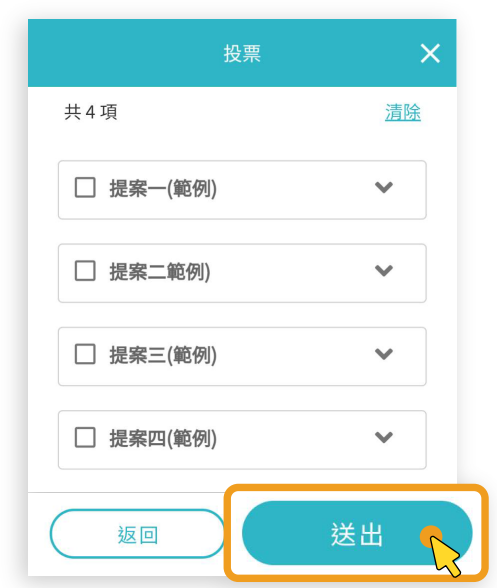 投票
共4項
清除
提案一(範例)
提案二範例)
提案三(範例)
提案四(範例)
返回
送出